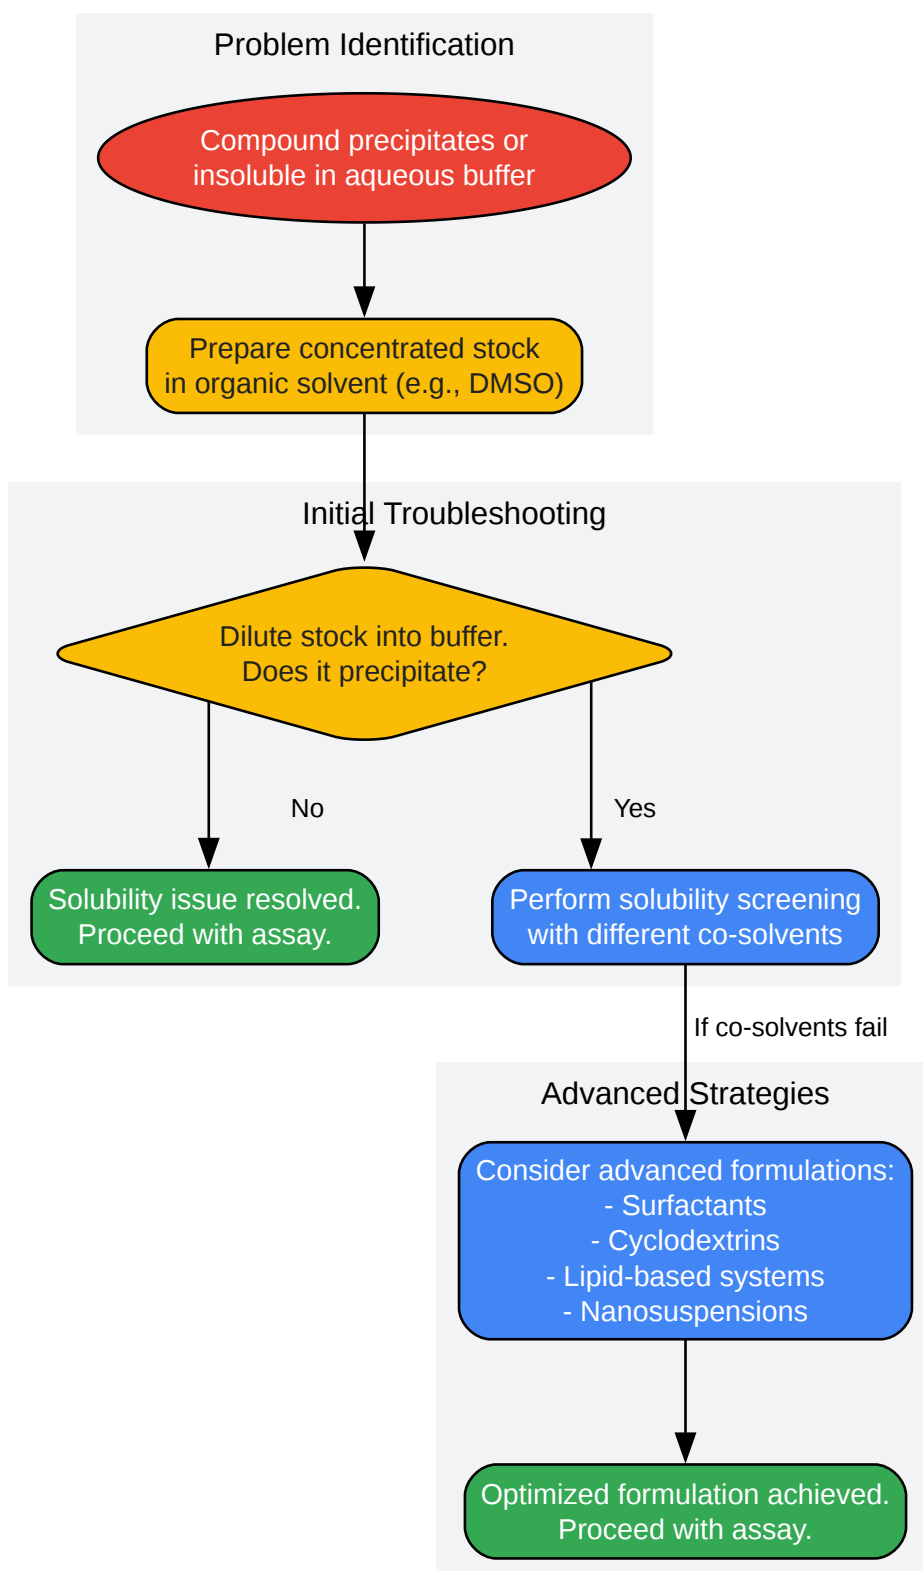 Problem Identification
Compound precipitates or
insoluble in aqueous buffer
Prepare concentrated stock
in organic solvent (e.g., DMSO)
Initial Troubleshooting
Dilute stock into buffer.
Does it precipitate?
No
Yes
Solubility issue resolved.
Proceed with assay.
Perform solubility screening
with different co-solvents
If co-solvents fail
Advanced Strategies
Consider advanced formulations:
- Surfactants
- Cyclodextrins
- Lipid-based systems
- Nanosuspensions
Optimized formulation achieved.
Proceed with assay.